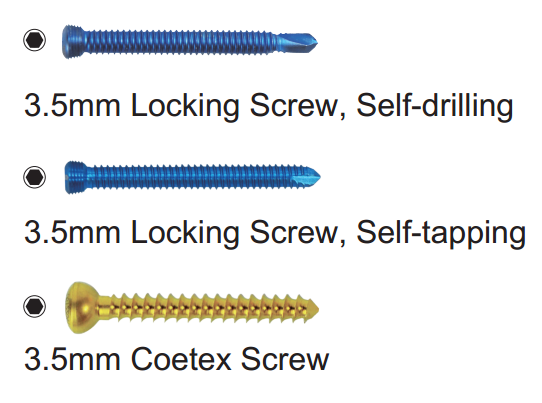 3.5mm Locking Screw, Self-drilling
3.5mm Locking Screw, Self-tapping
3.5mm Coetex Screw